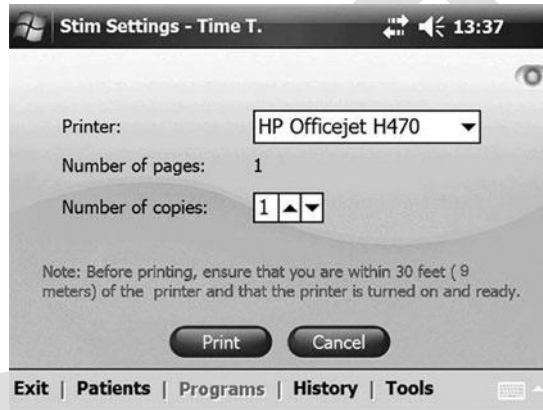 Stim Settings - Time T. 13:37
Printer: HP Officejet H470
Number of pages: 1
Number of copies: 1
Note: Before printing, ensure that you are within 30 feet ( 9
meters) of the printer and that the printer is turned on and ready.
Print Cancel
Exit | Patients | Programs | History | Tools